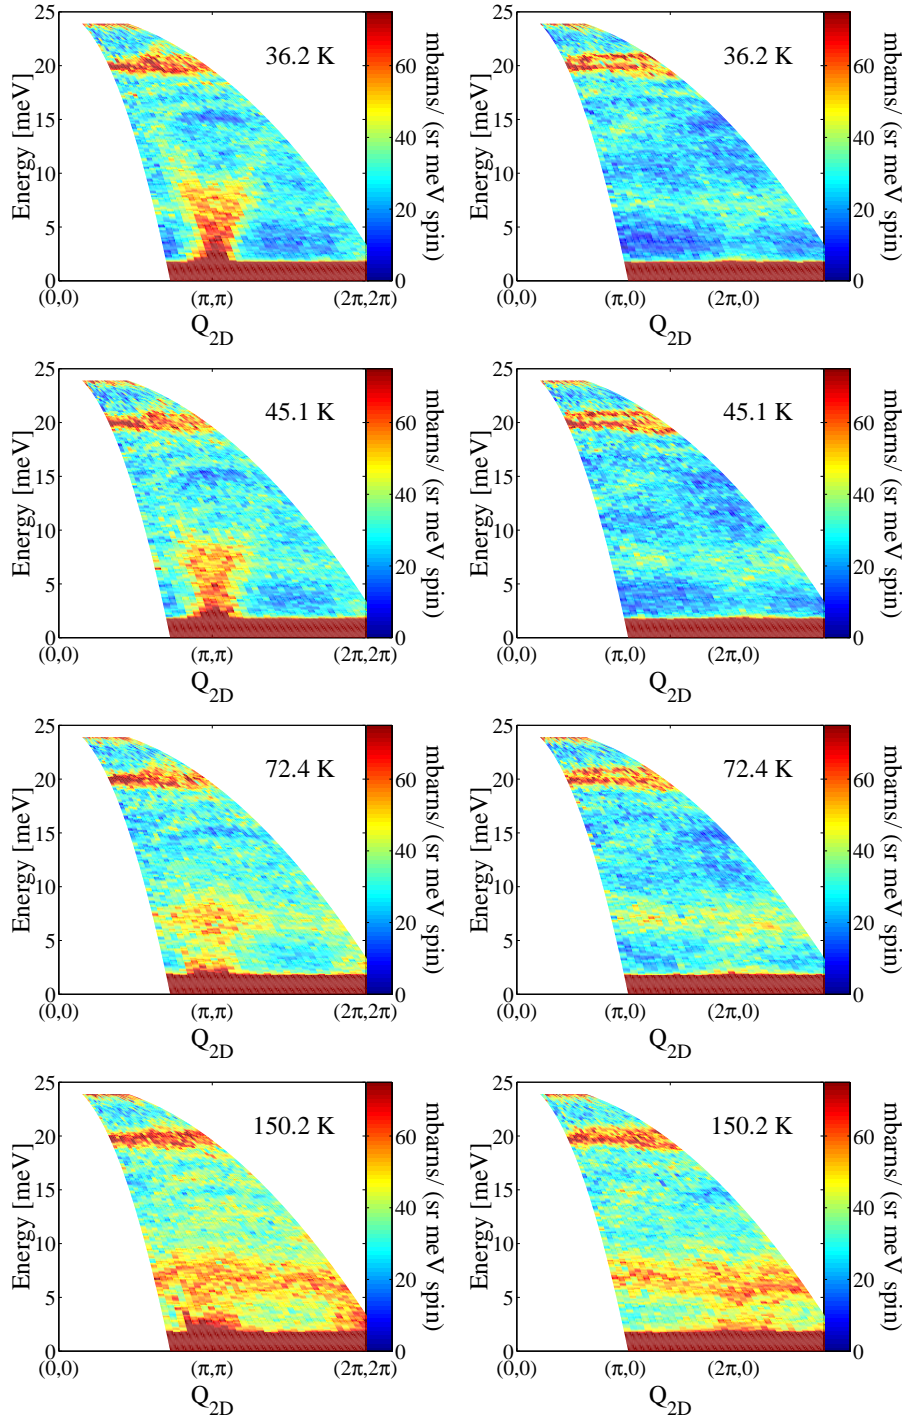 25
20
15
10
5
0
Energy [meV]
36.2 K
(0,0)
(π,π)
(2π,2π)
Q2D
60
40
20
0
mbarns/ (sr meV spin)
25
20
15
10
5
0
Energy [meV]
36.2 K
(0,0)
(π,0)
(2π,0)
Q2D
60
40
20
0
mbarns/ (sr meV spin)
25
20
15
10
5
0
Energy [meV]
45.1 K
(0,0)
(π,π)
(2π,2π)
Q2D
60
40
20
0
mbarns/ (sr meV spin)
25
20
15
10
5
0
Energy [meV]
45.1 K
(0,0)
(π,0)
(2π,0)
Q2D
60
40
20
0
mbarns/ (sr meV spin)
25
20
15
10
5
0
Energy [meV]
72.4 K
(0,0)
(π,π)
(2π,2π)
Q2D
60
40
20
0
mbarns/ (sr meV spin)
25
20
15
10
5
0
Energy [meV]
72.4 K
(0,0)
(π,0)
(2π,0)
Q2D
60
40
20
0
mbarns/ (sr meV spin)
25
20
15
10
5
0
Energy [meV]
150.2 K
(0,0)
(π,π)
(2π,2π)
Q2D
60
40
20
0
mbarns/ (sr meV spin)
25
20
15
10
5
0
Energy [meV]
150.2 K
(0,0)
(π,0)
(2π,0)
Q2D
60
40
20
0
mbarns/ (sr meV spin)